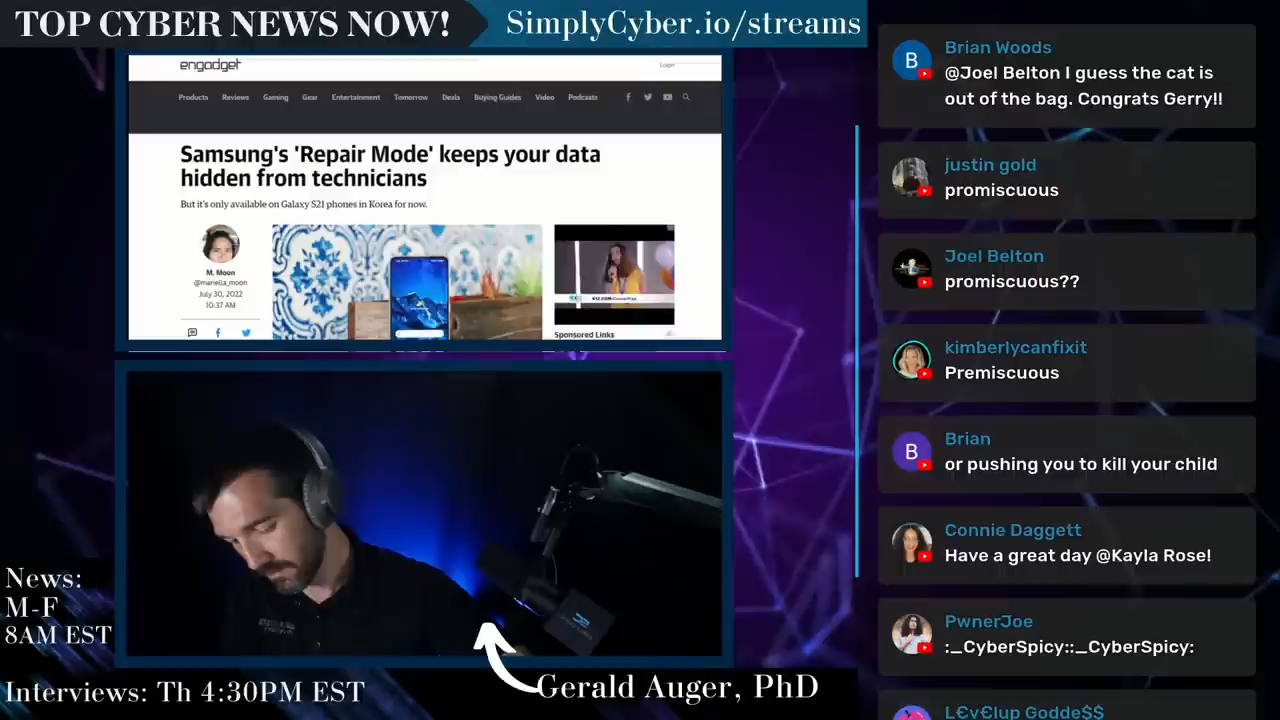 TOP CYBER NEWS NOW!
SimplyCyber.io/streams
engadget
Login
Products Reviews Gaming Gear Entertainment Tomorrow Deals Buying Guides Video Podcasts
Samsung's 'Repair Mode' keeps your data
hidden from technicians
But it's only available on Galaxy S21 phones in Korea for now.
M. Moon
@mariella_moon
July 30, 2022
10:37 AM
Sponsored Links
News:
M-F
8AM EST
Interviews: Th 4:30PM EST
Gerald Auger, PhD
B
Brian Woods
@Joel Belton I guess the cat is
out of the bag. Congrats Gerry!!
justin gold
promiscuous
Joel Belton
promiscuous??
kimberlycanfixit
Premiscuous
B
Brian
or pushing you to kill your child
Connie Daggett
Have a great day @Kayla Rose!
PwnerJoe
:_CyberSpicy::_CyberSpicy:
L€v€lup Godde$$